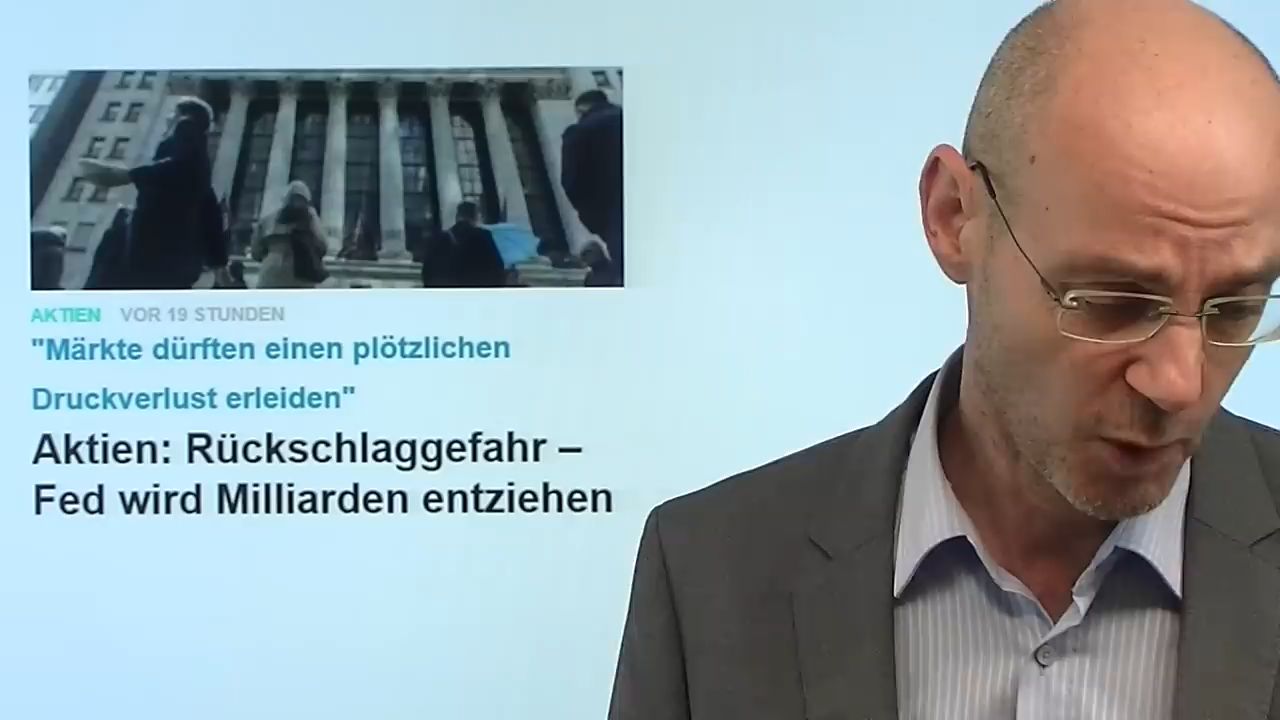 AKTIEN VOR 19 STUNDEN
"Märkte dürften einen plötzlichen
Druckverlust erleiden"
Aktien: Rückschlaggefahr –
Fed wird Milliarden entziehen